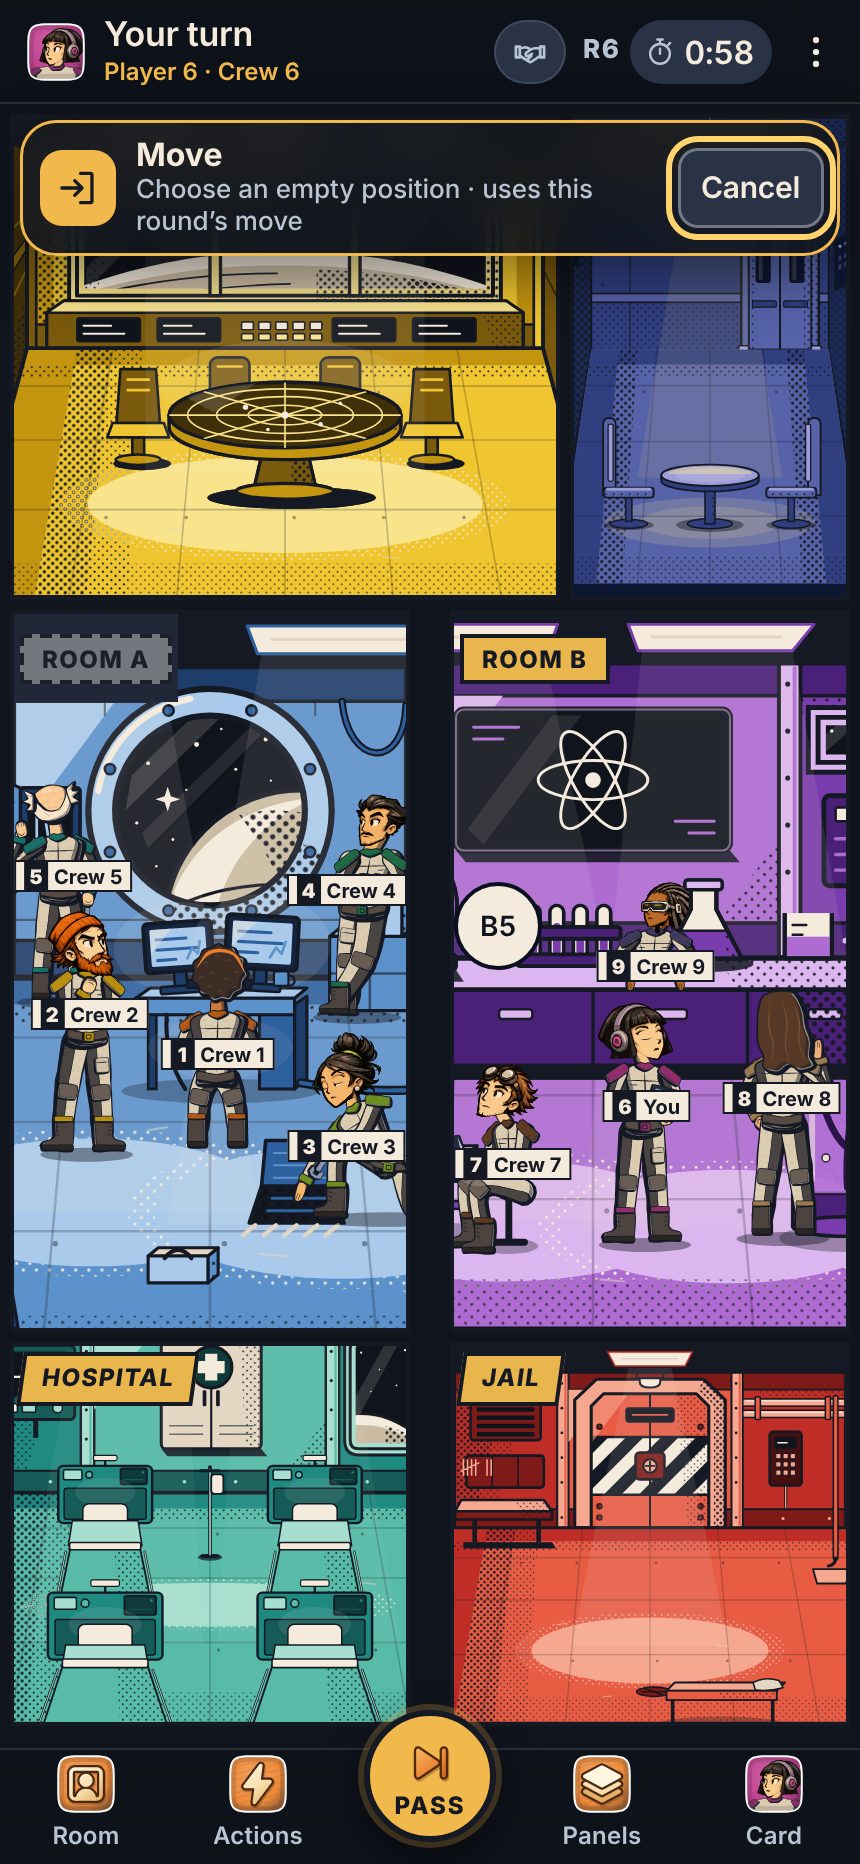 Your turn
Player 6 · Crew 6
R6
0:58
Move
Choose an empty position · uses this
round's move
Cancel
ROOM A
ROOM B
5 Crew 5
4 Crew 4
B5
9 Crew 9
2 Crew 2
1 Crew 1
6 You
8 Crew 8
3 Crew 3
7 Crew 7
HOSPITAL
JAIL
PASS
Room
Actions
Panels
Card